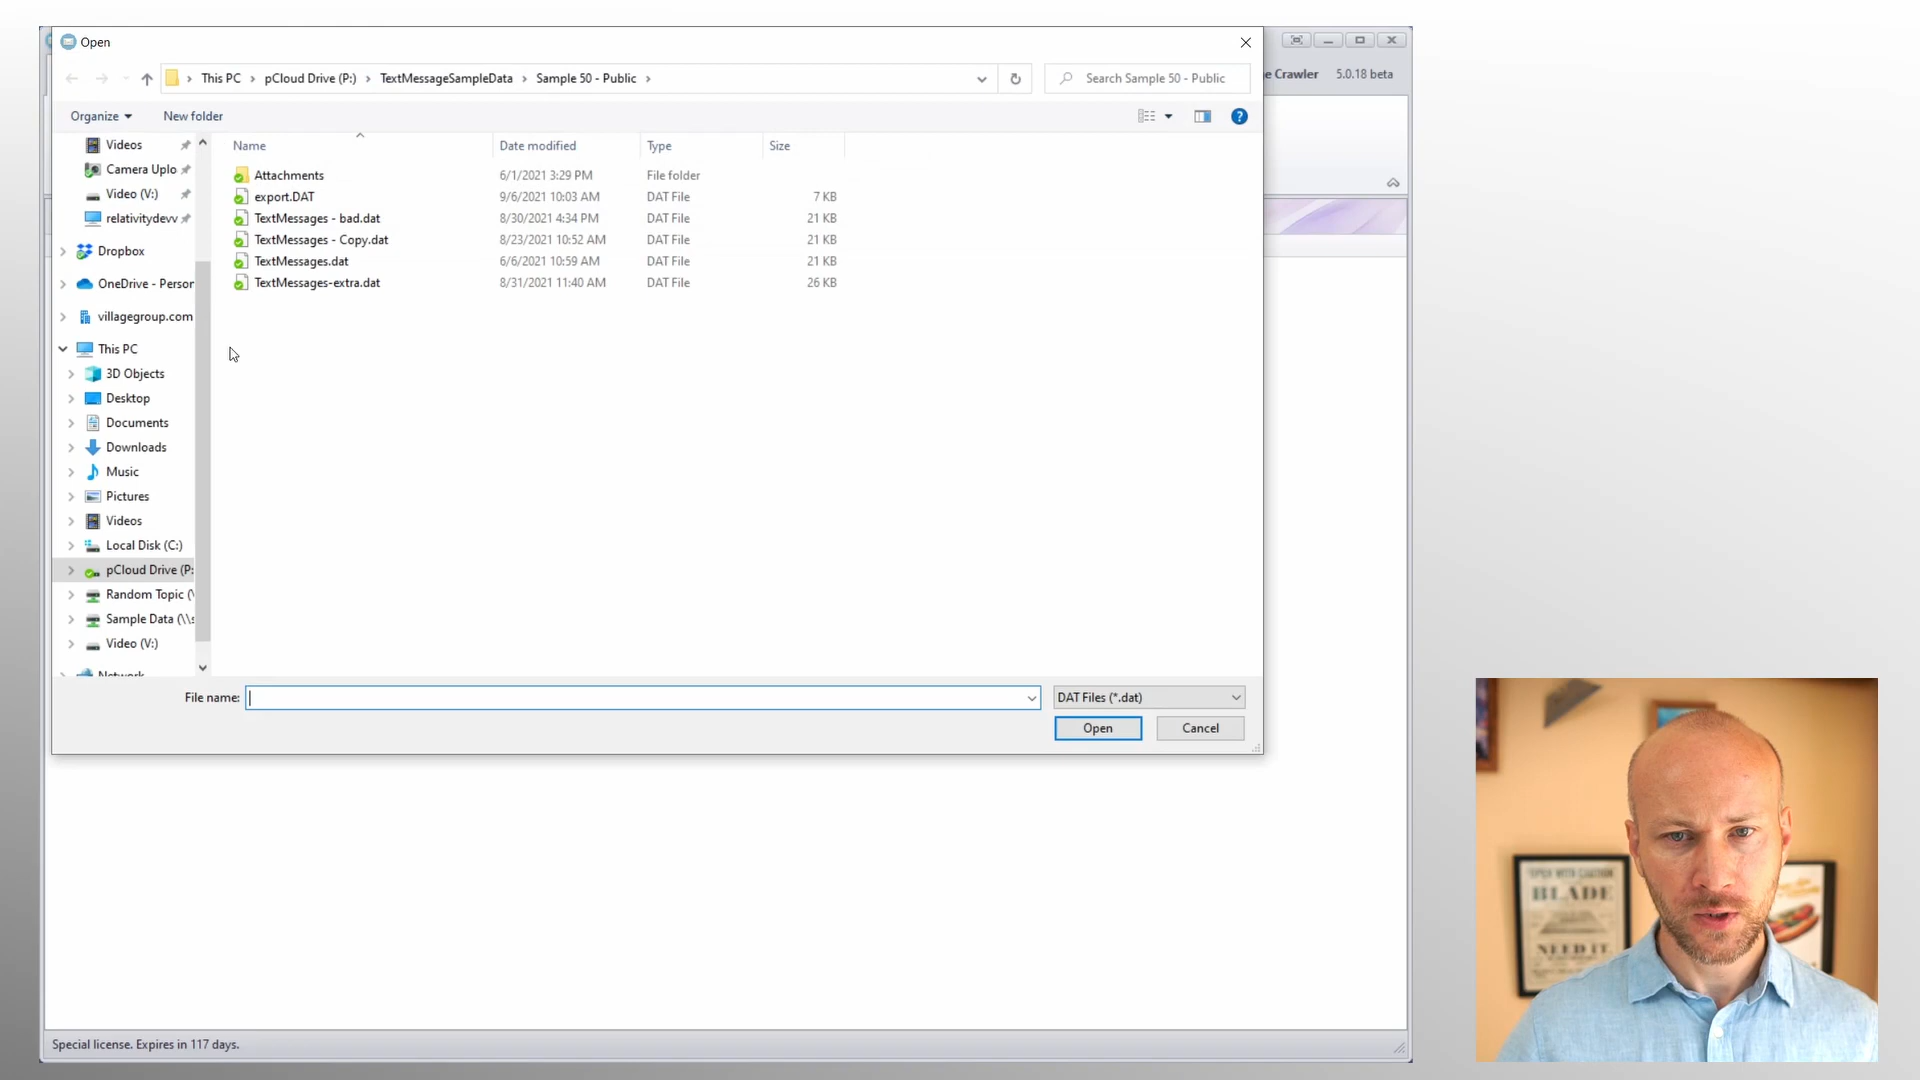 Open
e Crawler 5.0.18 beta
This PC > pCloud Drive (P:) > TextMessageSampleData > Sample 50 - Public >
Search Sample 50 - Public
Organize New folder
Name Date modified Type Size
Attachments 6/1/2021 3:29 PM File folder
export.DAT 9/6/2021 10:03 AM DAT File 7 KB
TextMessages - bad.dat 8/30/2021 4:34 PM DAT File 21 KB
TextMessages - Copy.dat 8/23/2021 10:52 AM DAT File 21 KB
TextMessages.dat 6/6/2021 10:59 AM DAT File 21 KB
TextMessages-extra.dat 8/31/2021 11:40 AM DAT File 26 KB
Videos
Camera Uplo
Video (V:)
relativitydevv
Dropbox
OneDrive - Person
villagegroup.com
This PC
3D Objects
Desktop
Documents
Downloads
Music
Pictures
Videos
Local Disk (C:)
pCloud Drive (P:
Random Topic (\
Sample Data (\\s
Video (V:)
Network
File name:
DAT Files (*.dat)
Open Cancel
Special license. Expires in 117 days.
OPEN WITH CAUTION
BLADE
NEED IT.